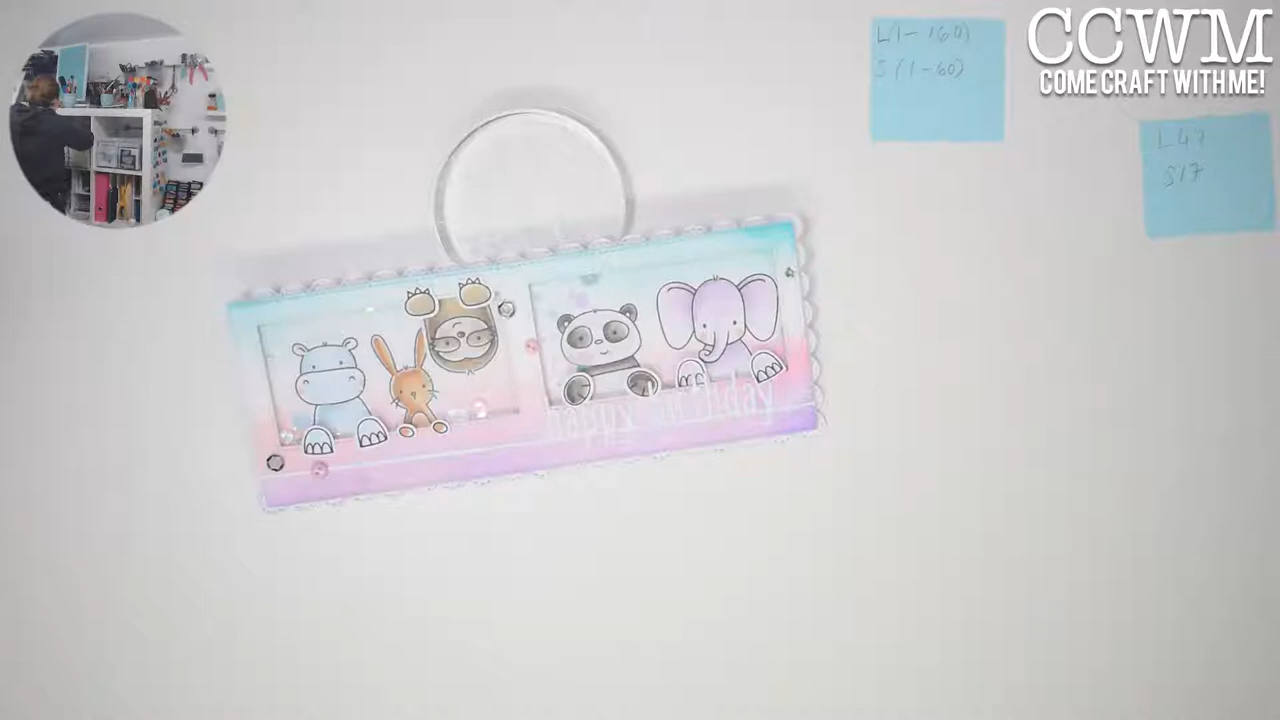 CCWM
COME CRAFT WITH ME!
L(1-160)
S(1-60)
L47
S17
happy birthday